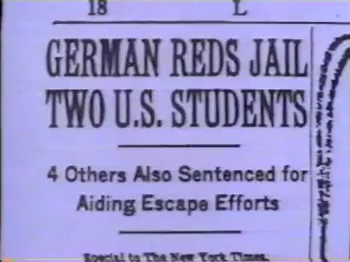 18 L
GERMAN REDS JAIL
TWO U.S. STUDENTS
4 Others Also Sentenced for
Aiding Escape Efforts
Special to The New York Times.